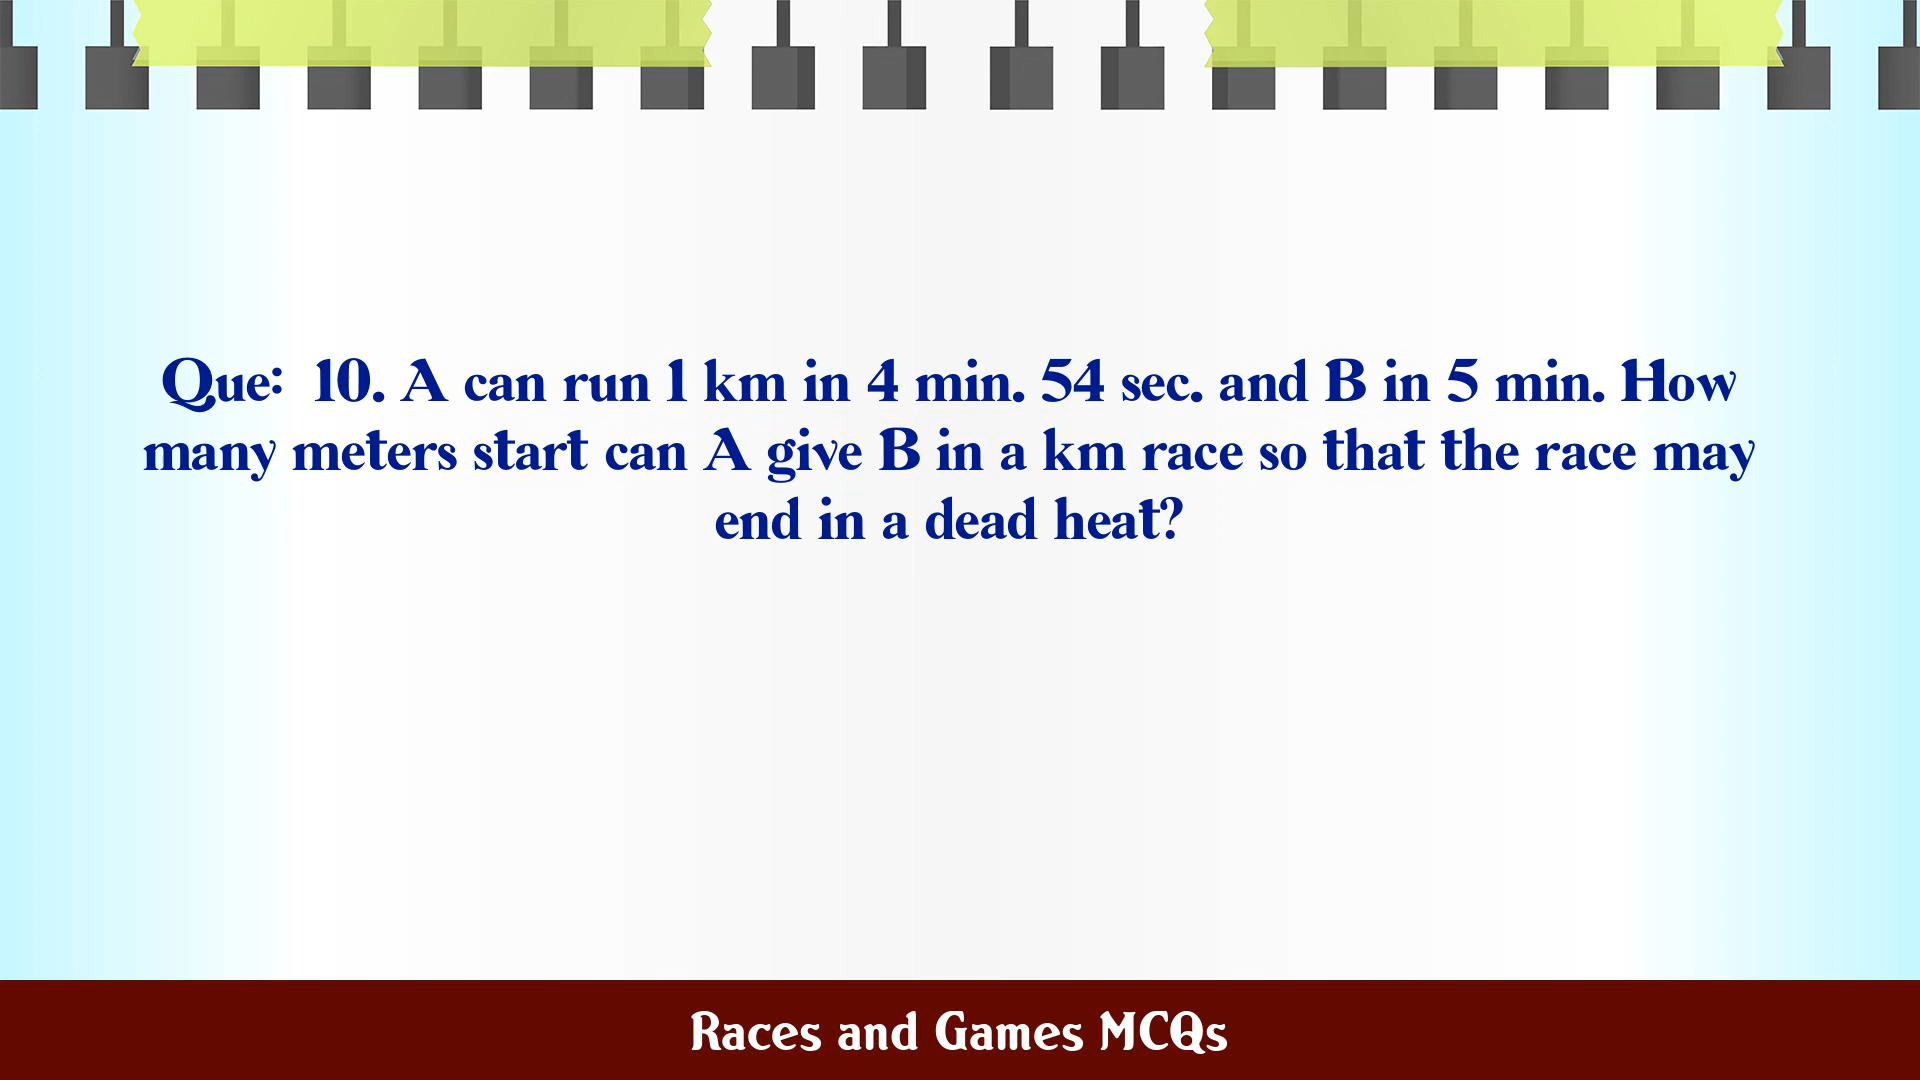 Que: 10. A can run 1 km in 4 min. 54 sec. and B in 5 min. How
many meters start can A give B in a km race so that the race may
end in a dead heat?
Races and Games MCQs